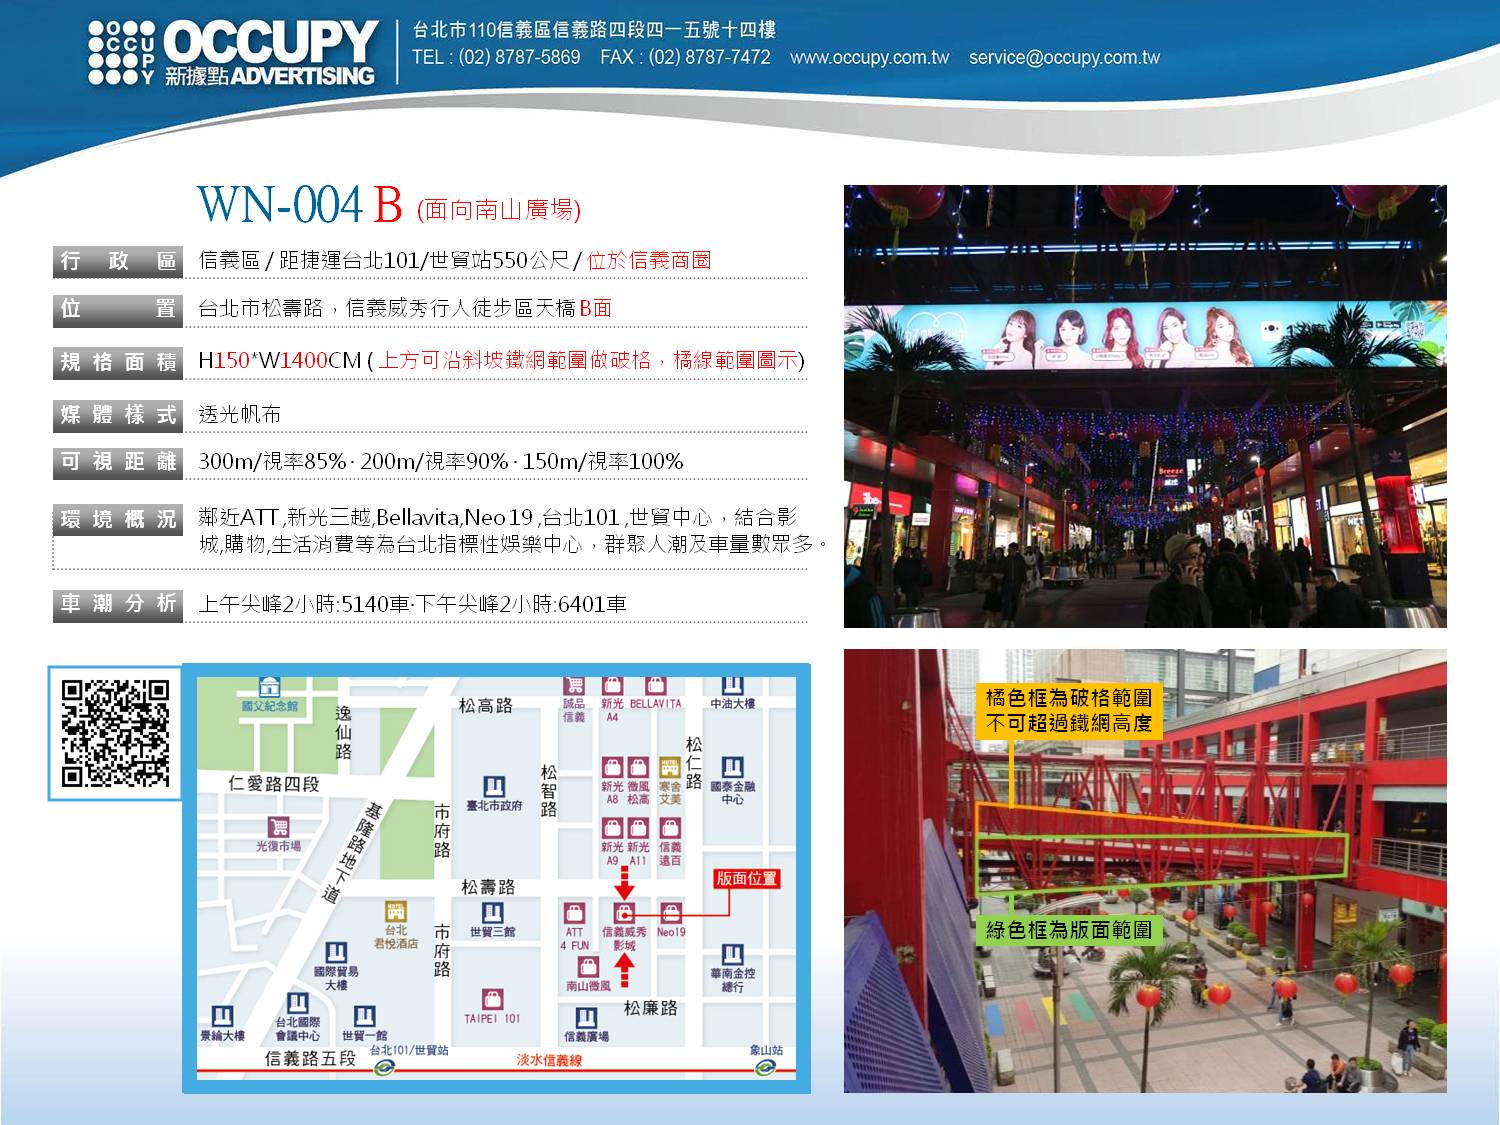 OCCUPY
OCCUPY
新據點ADVERTISING
台北市110信義區信義路四段四一五號十四樓
TEL : (02) 8787-5869 FAX : (02) 8787-7472 www.occupy.com.tw service@occupy.com.tw
WN-004 B (面向南山廣場)
行政區 信義區 / 距捷運台北101/世貿站550公尺 / 位於信義商圈
位置 台北市松壽路，信義威秀行人徒步區天橋B面
規格面積 H150*W1400CM ( 上方可沿斜坡鐵網範圍做破格，橘線範圍圖示)
媒體樣式 透光帆布
可視距離 300m/視率85% · 200m/視率90% · 150m/視率100%
環境概況 鄰近ATT ,新光三越,Bellavita,Neo 19 ,台北101 ,世貿中心，結合影
城,購物,生活消費等為台北指標性娛樂中心，群聚人潮及車量數眾多。
車潮分析 上午尖峰2小時:5140車·下午尖峰2小時:6401車
國父紀念館
逸仙路
松高路
誠品信義
新光A4
BELLAVITA
中油大樓
仁愛路四段
基隆路地下道
市府路
臺北市政府
松智路
新光A8
微風松高
寒舍艾美
HOTEL
松仁路
國泰金融中心
光復市場
新光A9
新光A11
信義遠百
松壽路
版面位置
HOTEL
台北君悅酒店
市府路
世貿三館
ATT 4 FUN
信義威秀影城
Neo19
國際貿易大樓
南山微風
華南金控總行
景綸大樓
台北國際會議中心
世貿一館
TAIPEI 101
信義廣場
松廉路
信義路五段
台北101/世貿站
淡水信義線
象山站
Breeze
橘色框為破格範圍
不可超過鐵網高度
綠色框為版面範圍